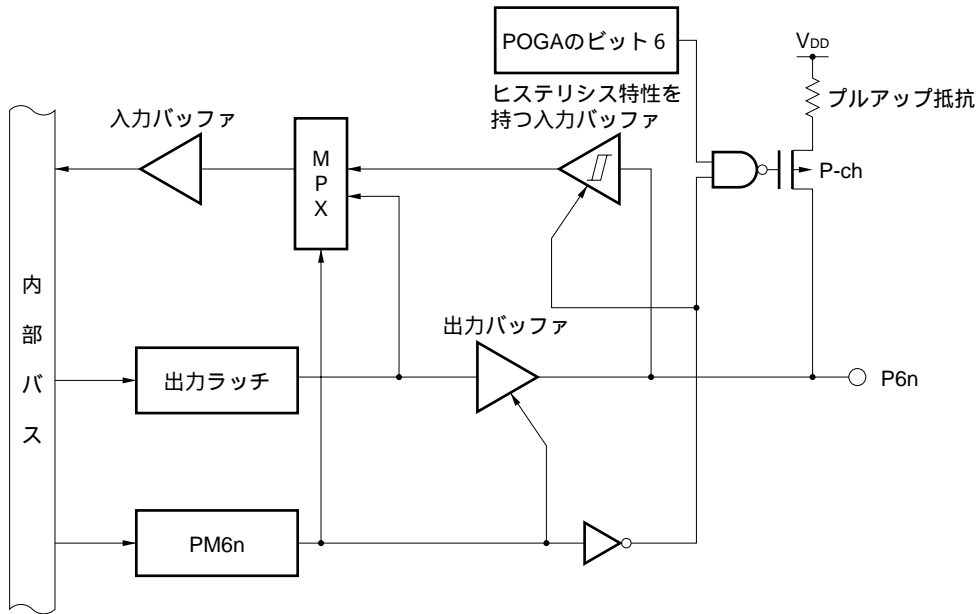 POGAのビット6
VDD
ヒステリシス特性を
持つ入力バッファ
プルアップ抵抗
入力バッファ
M
P
X
P-ch
内
部
バ
ス
出力バッファ
出力ラッチ
P6n
PM6n